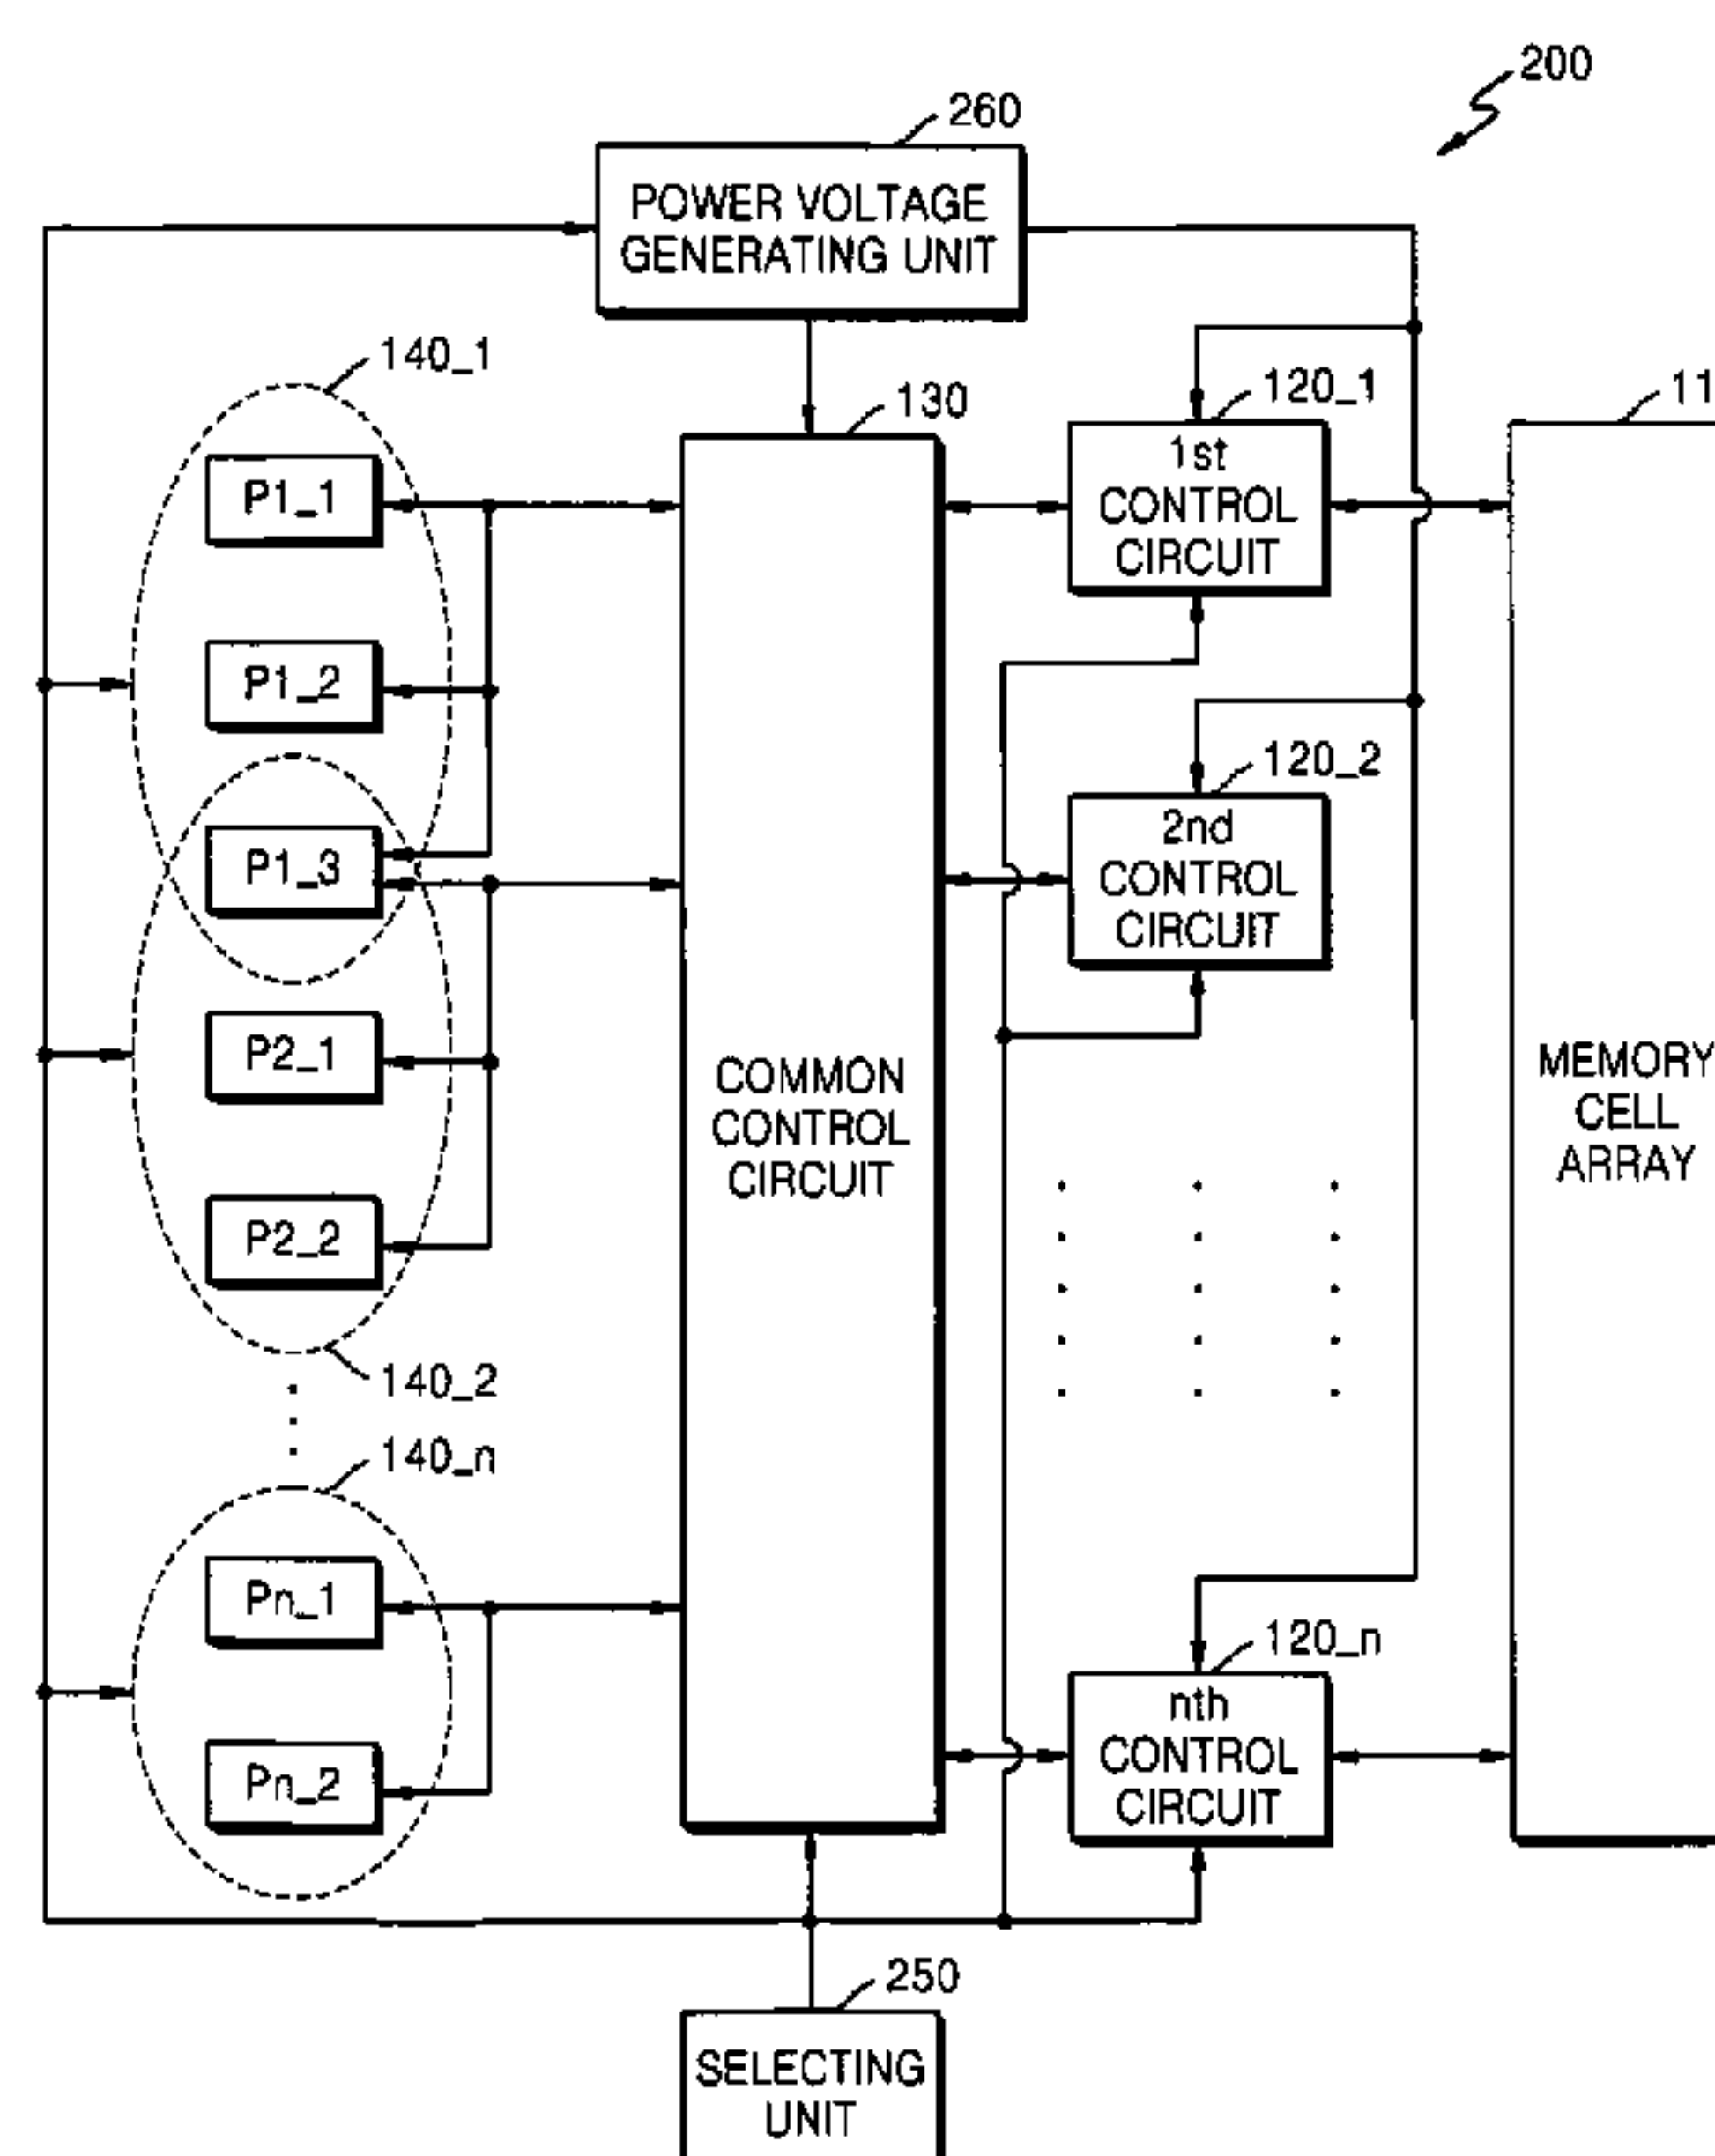 200
260
POWER VOLTAGE
GENERATING UNIT
140_1
130
120_1
11
P1_1
1st
CONTROL
CIRCUIT
P1_2
120_2
P1_3
2nd
CONTROL
CIRCUIT
P2_1
COMMON
CONTROL
CIRCUIT
MEMORY
CELL
ARRAY
P2_2
140_2
140_n
Pn_1
120_n
nth
CONTROL
CIRCUIT
Pn_2
250
SELECTING
UNIT